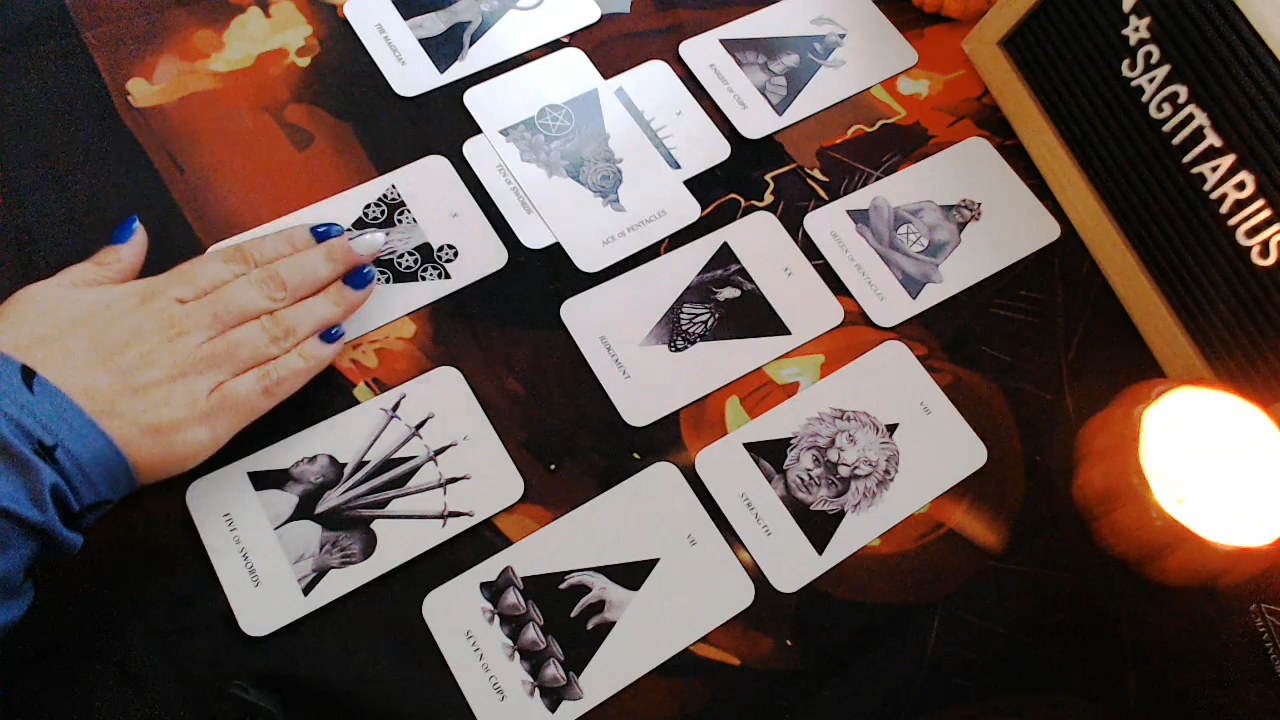 THE MAGICIAN
KNIGHT OF CUPS
X
TEN OF SWORDS
ACE OF PENTACLES
X
QUEEN OF PENTACLES
XX
JUDGEMENT
VIII
STRENGTH
V
FIVE OF SWORDS
VII
SEVEN OF CUPS
SAGITTARIUS